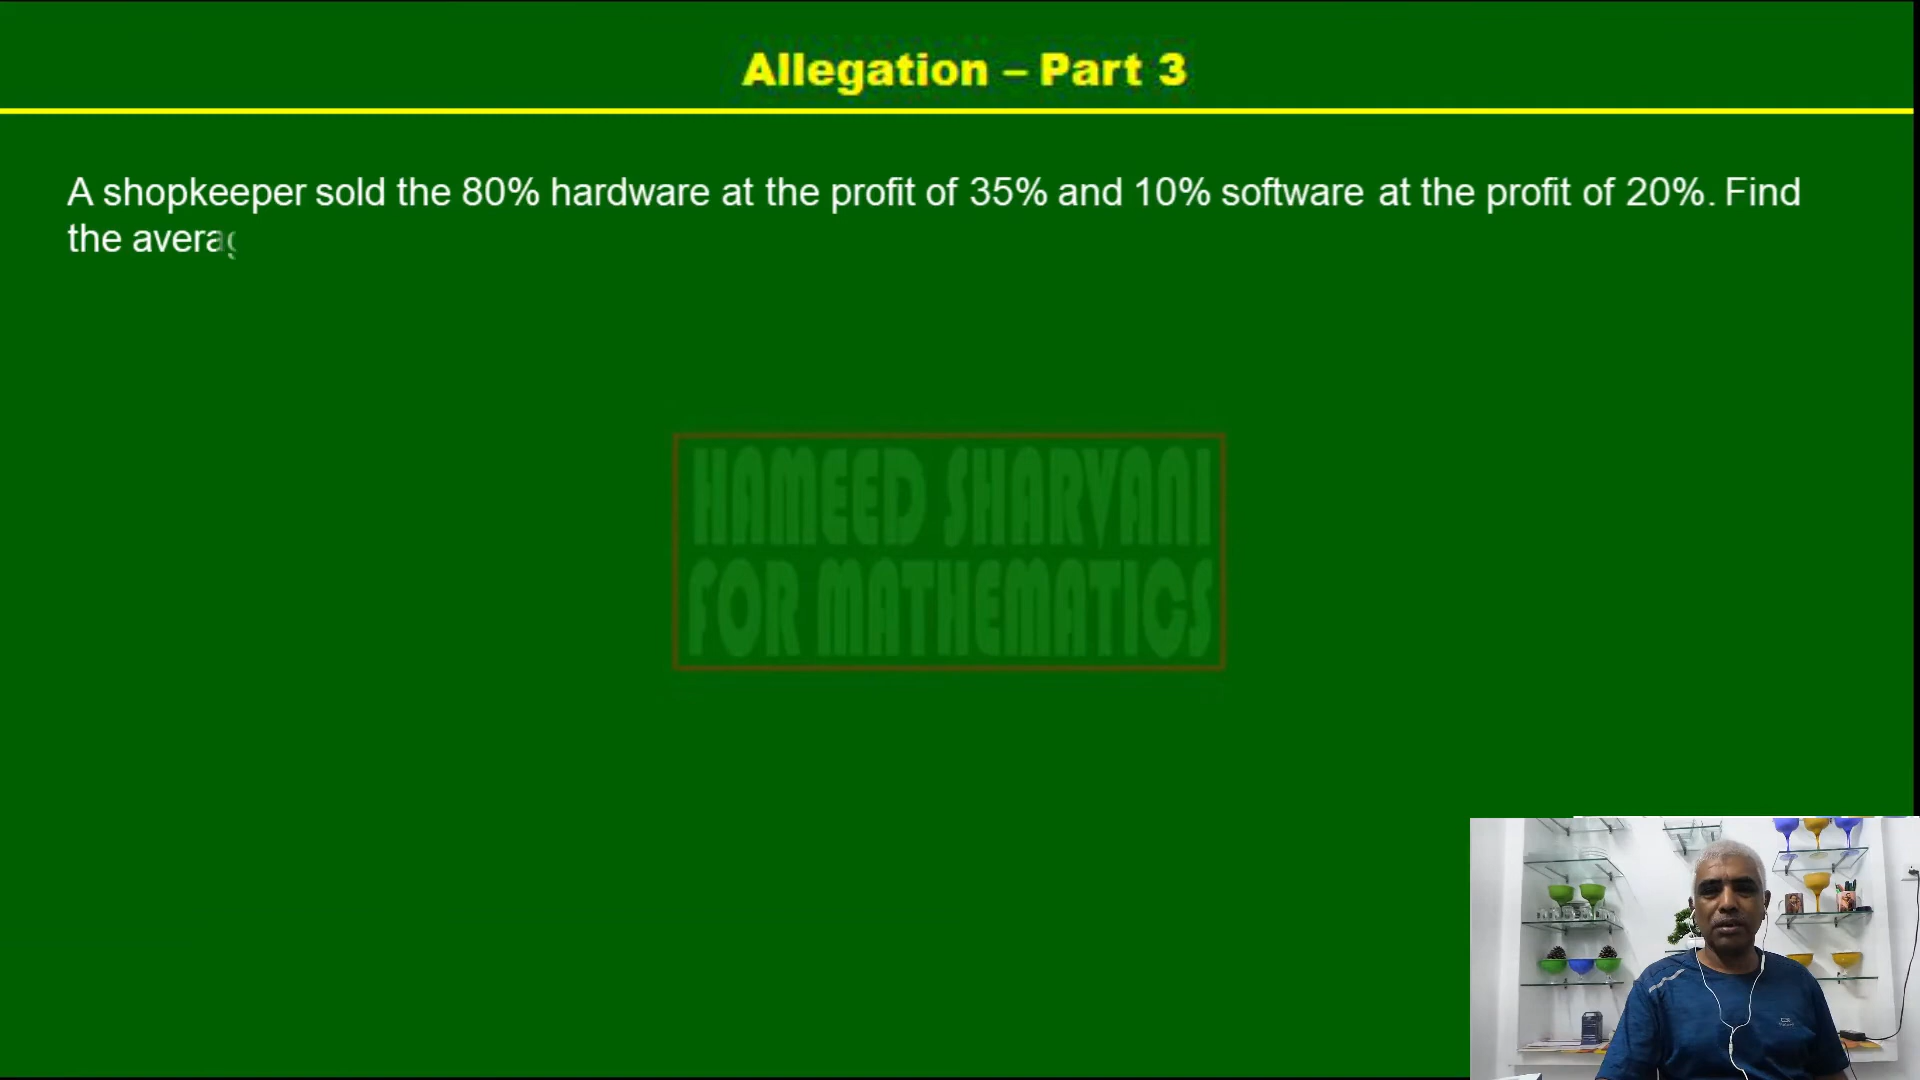 Allegation – Part 3
A shopkeeper sold the 80% hardware at the profit of 35% and 10% software at the profit of 20%. Find
the avera
HAMEED SHARVANI
FOR MATHEMATICS